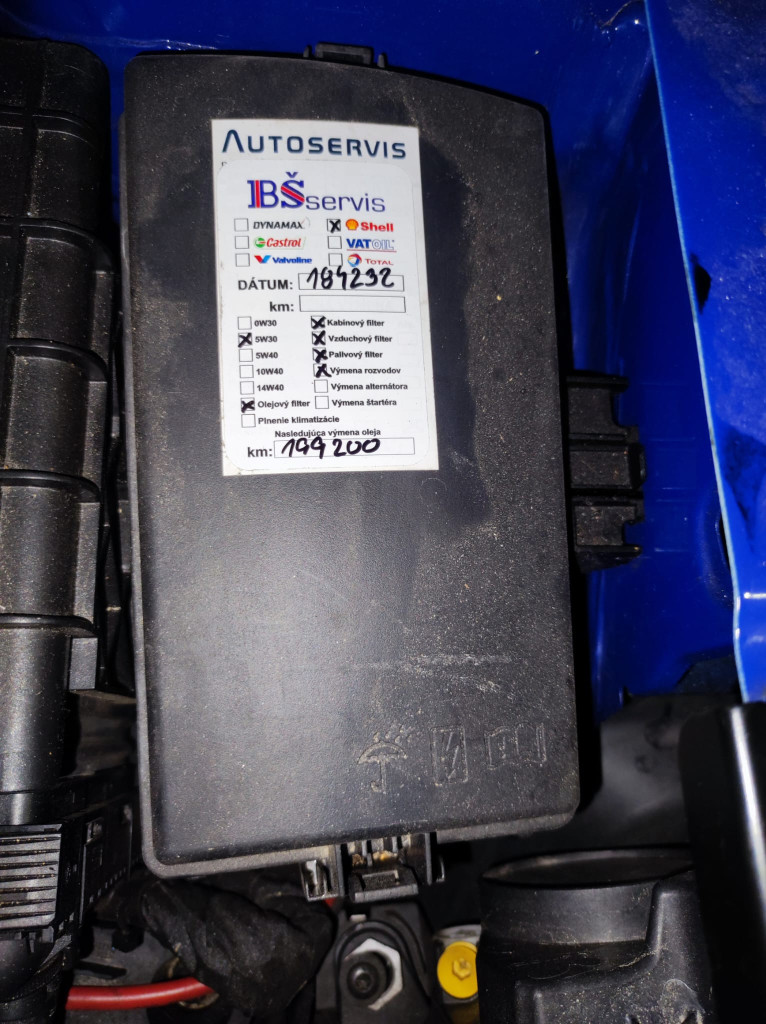 AUTOSERVIS
BŠservis
DYNAMAX Shell
Castrol VATOIL
Valvoline TOTAL
DÁTUM: 184232
km:
0W30 Kabínový filter
5W30 Vzduchový filter
5W40 Palivový filter
10W40 Výmena rozvodov
14W40 Výmena alternátora
Olejový filter Výmena štartéra
Plnenie klimatizácie
Nasledujúca výmena oleja
km: 199200